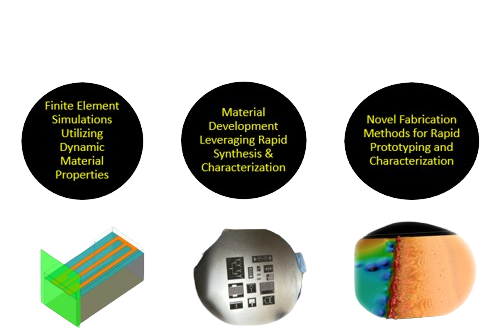 Finite Element
Simulations
Utilizing
Dynamic
Material
Properties
Material
Development
Leveraging Rapid
Synthesis &
Characterization
Novel Fabrication
Methods for Rapid
Prototyping and
Characterization